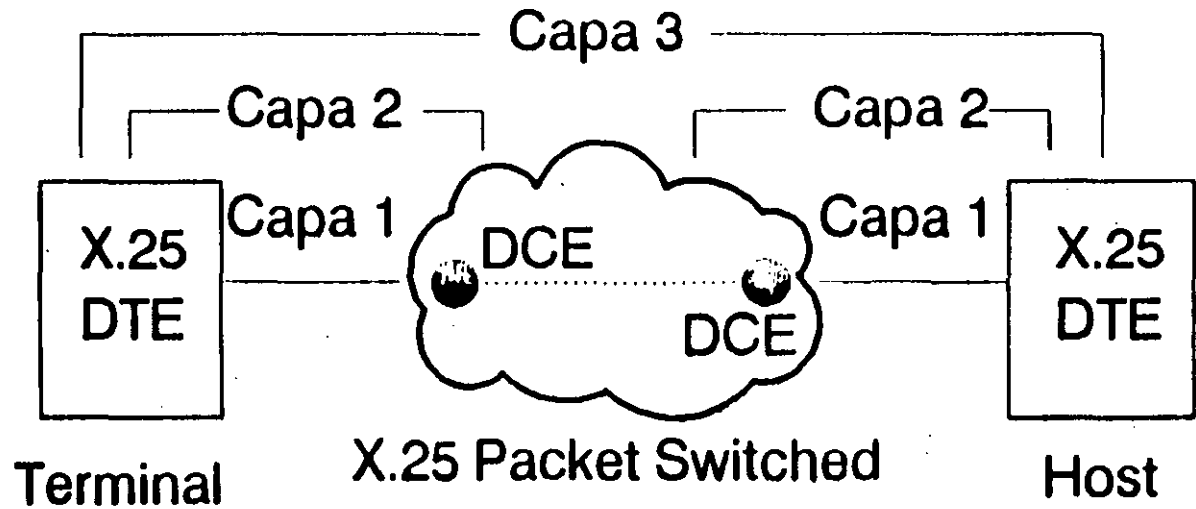 Capa 3
Capa 2
Capa 2
Capa 1
Capa 1
X.25
DTE
DCE
DCE
X.25
DTE
Terminal
X.25 Packet Switched
Host